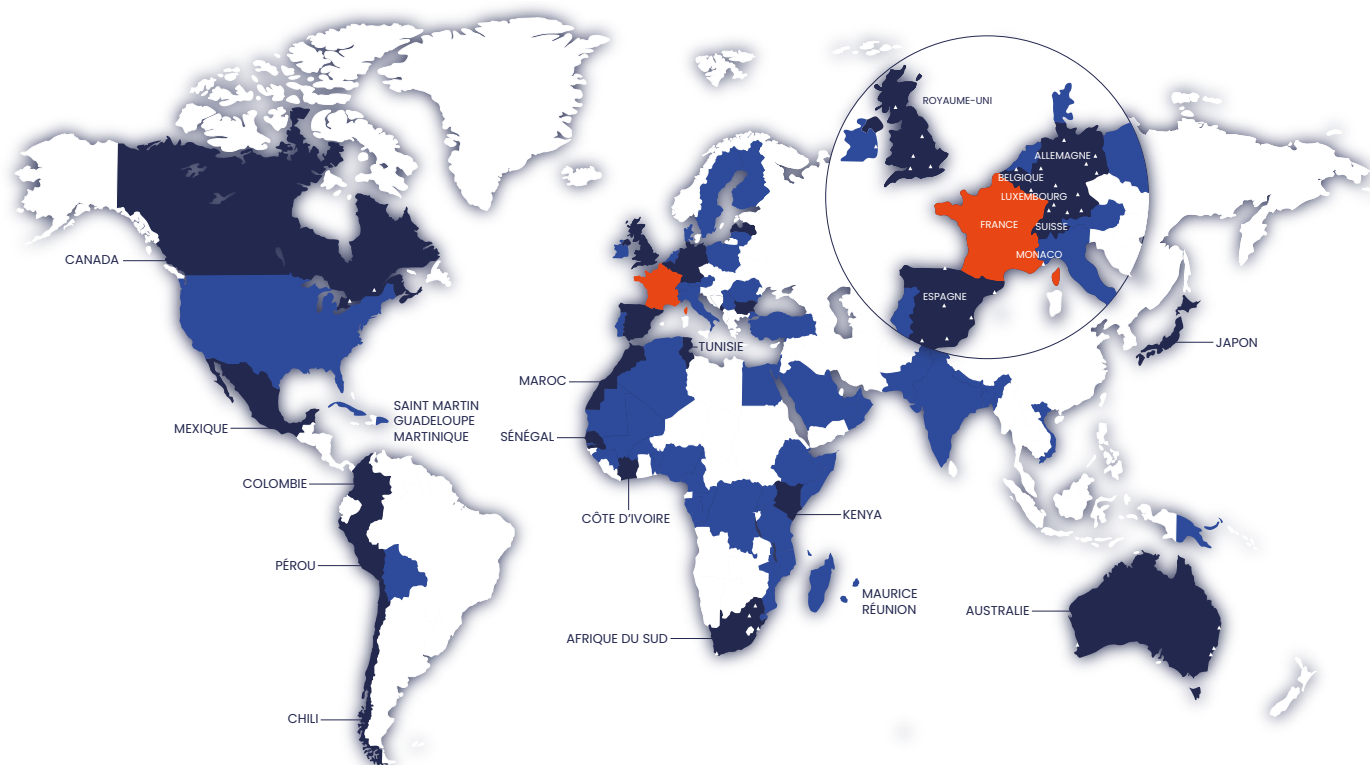 ROYAUME-UNI
ALLEMAGNE
BELGIQUE
LUXEMBOURG
FRANCE
SUISSE
MONACO
ESPAGNE
CANADA
JAPON
TUNISIE
MAROC
SAINT MARTIN
GUADELOUPE
MARTINIQUE
MEXIQUE
SÉNÉGAL
COLOMBIE
CÔTE D'IVOIRE
KENYA
PÉROU
MAURICE
RÉUNION
AUSTRALIE
AFRIQUE DU SUD
CHILI